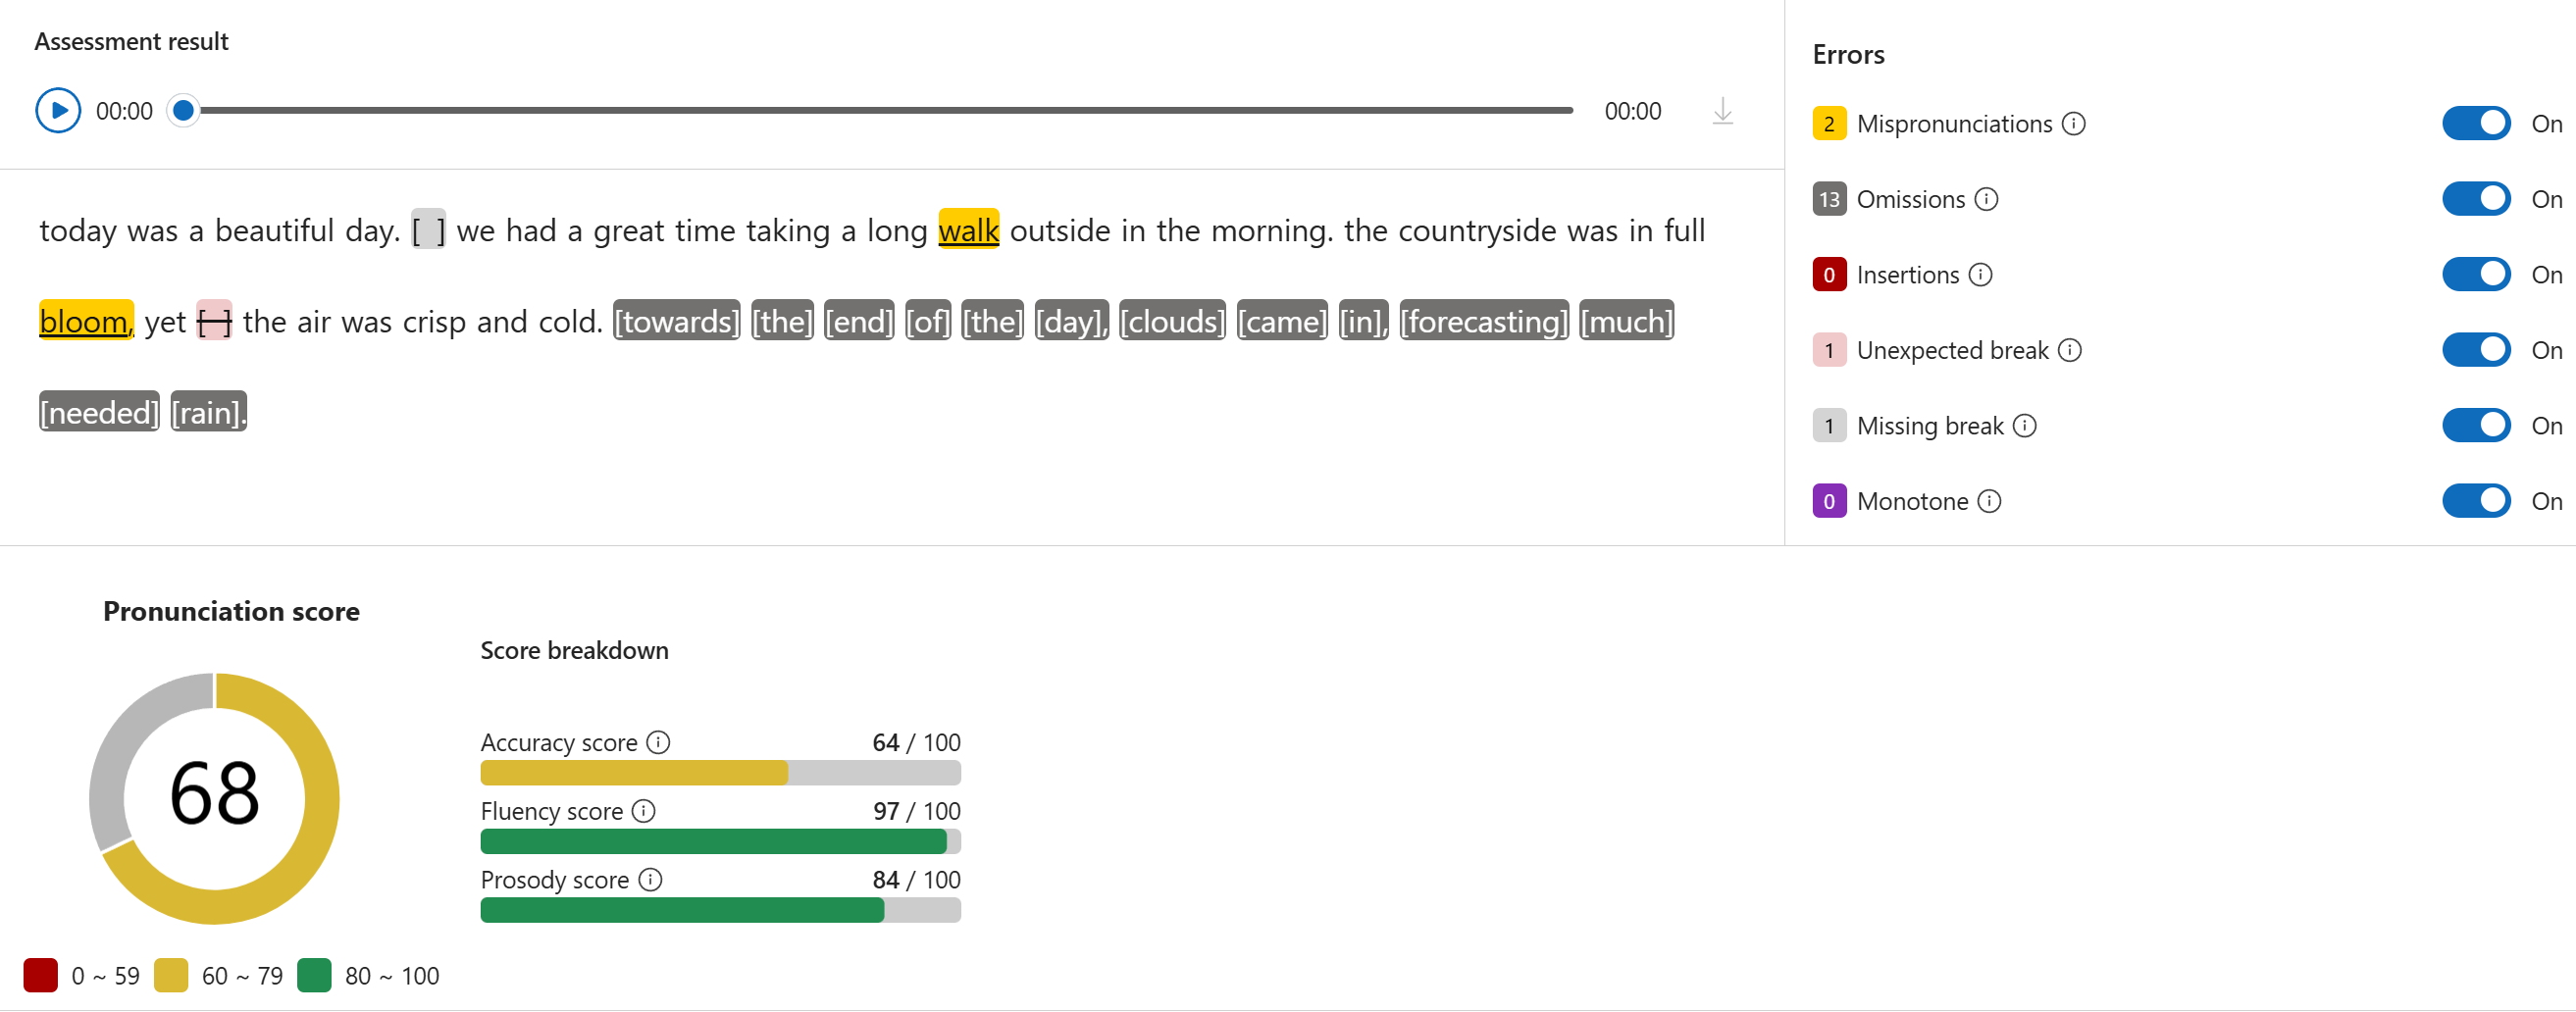 Assessment result
00:00 00:00
today was a beautiful day. [ ] we had a great time taking a long walk outside in the morning. the countryside was in full
bloom, yet [ ] the air was crisp and cold. [towards] [the] [end] [of] [the] [day], [clouds] [came] [in], [forecasting] [much]
[needed] [rain].
Errors
2 Mispronunciations On
13 Omissions On
0 Insertions On
1 Unexpected break On
1 Missing break On
0 Monotone On
Pronunciation score
68
0 ~ 59 60 ~ 79 80 ~ 100
Score breakdown
Accuracy score 64 / 100
Fluency score 97 / 100
Prosody score 84 / 100